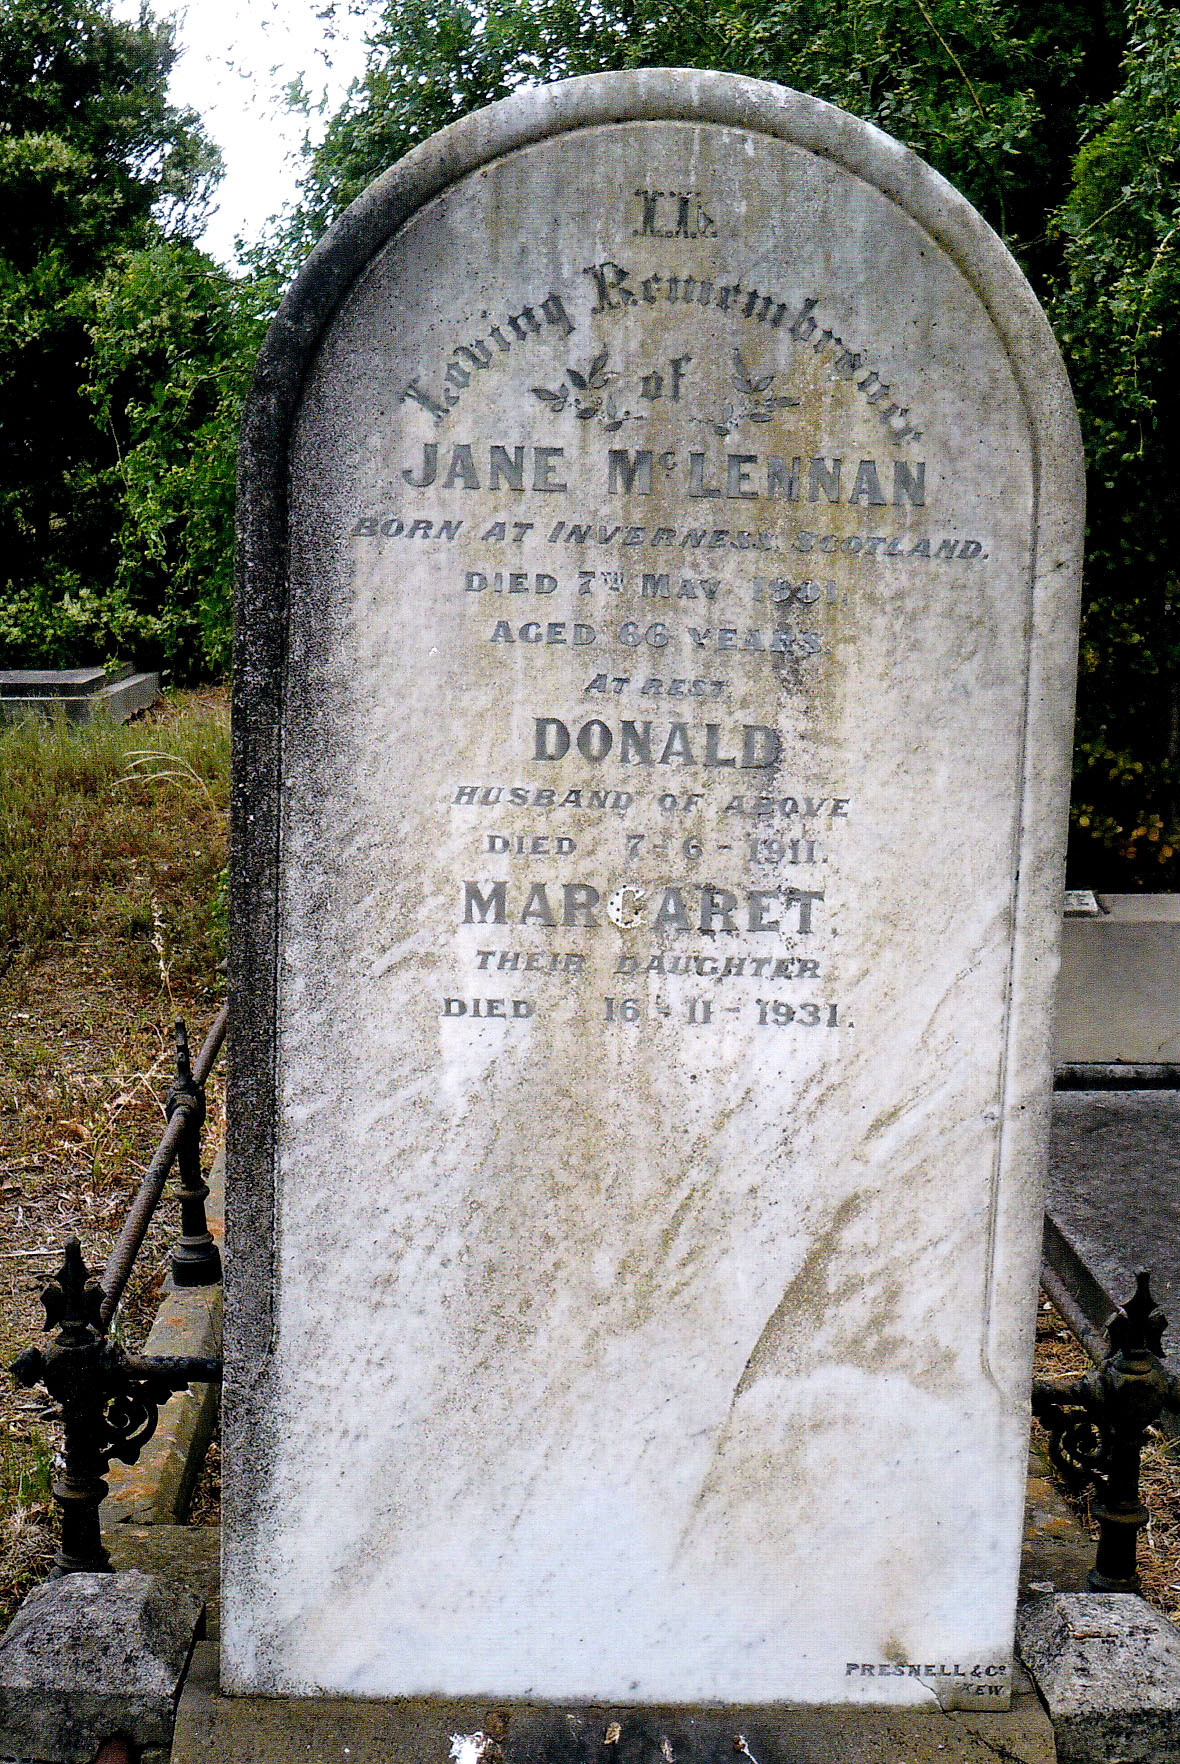 In
Loving Remembrance
of
JANE McLENNAN
BORN AT INVERNESS SCOTLAND.
DIED 7TH MAY 1901.
AGED 66 YEARS
AT REST
DONALD
HUSBAND OF ABOVE
DIED 7-6-1911.
MARGARET.
THEIR DAUGHTER
DIED 16-11-1931.
PRESNELL & Co
KEW